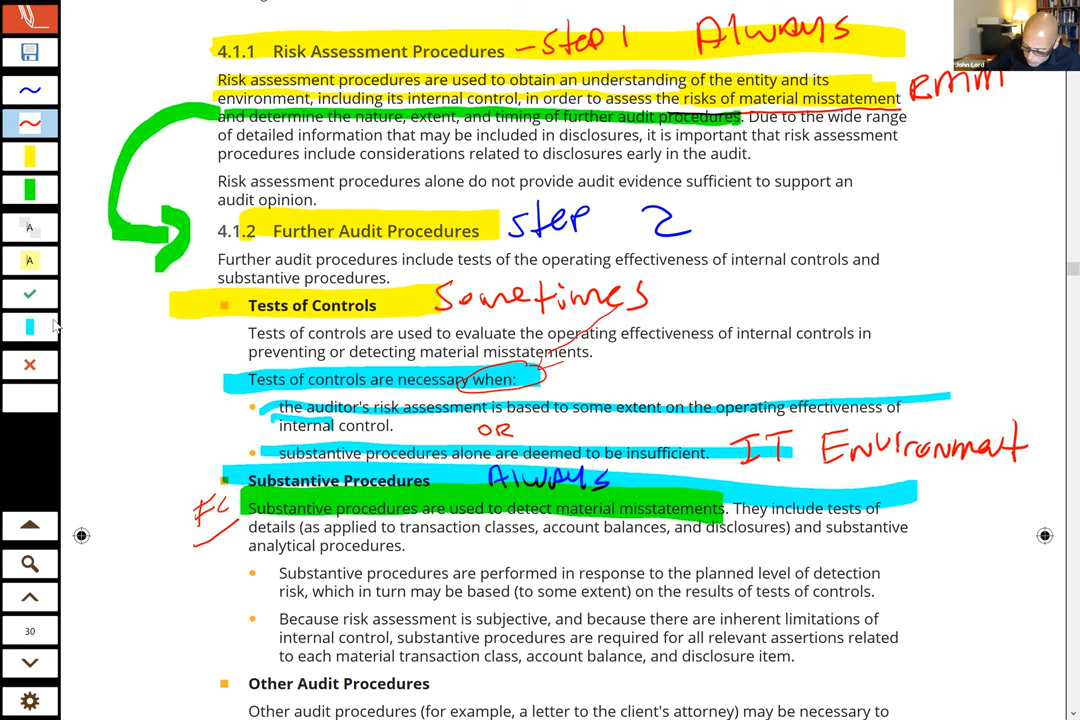 4.1.1 Risk Assessment Procedures - step 1 Always
Risk assessment procedures are used to obtain an understanding of the entity and its
environment, including its internal control, in order to assess the risks of material misstatement RMM
and determine the nature, extent, and timing of further audit procedures. Due to the wide range
of detailed information that may be included in disclosures, it is important that risk assessment
procedures include considerations related to disclosures early in the audit.
Risk assessment procedures alone do not provide audit evidence sufficient to support an
audit opinion.
4.1.2 Further Audit Procedures step 2
Further audit procedures include tests of the operating effectiveness of internal controls and
substantive procedures.
Tests of Controls Sometimes
Tests of controls are used to evaluate the operating effectiveness of internal controls in
preventing or detecting material misstatements.
Tests of controls are necessary when:
the auditor's risk assessment is based to some extent on the operating effectiveness of
internal control. OR
substantive procedures alone are deemed to be insufficient. IT Environment
Substantive Procedures Always
Substantive procedures are used to detect material misstatements. They include tests of
details (as applied to transaction classes, account balances, and disclosures) and substantive
analytical procedures.
Substantive procedures are performed in response to the planned level of detection
risk, which in turn may be based (to some extent) on the results of tests of controls.
Because risk assessment is subjective, and because there are inherent limitations of
internal control, substantive procedures are required for all relevant assertions related
to each material transaction class, account balance, and disclosure item.
Other Audit Procedures
Other audit procedures (for example, a letter to the client's attorney) may be necessary to
John Lord
A
A
30